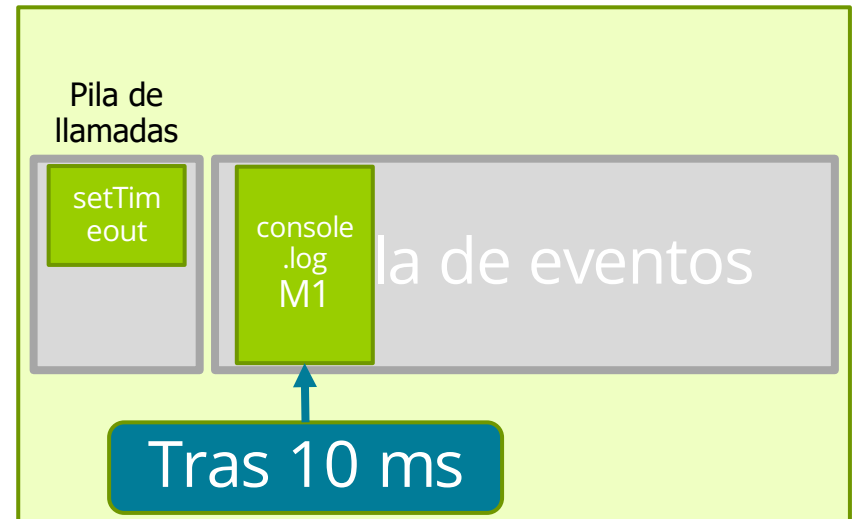 Pila de
llamadas
setTim
eout
console
.log
M1
la de eventos
Tras 10 ms